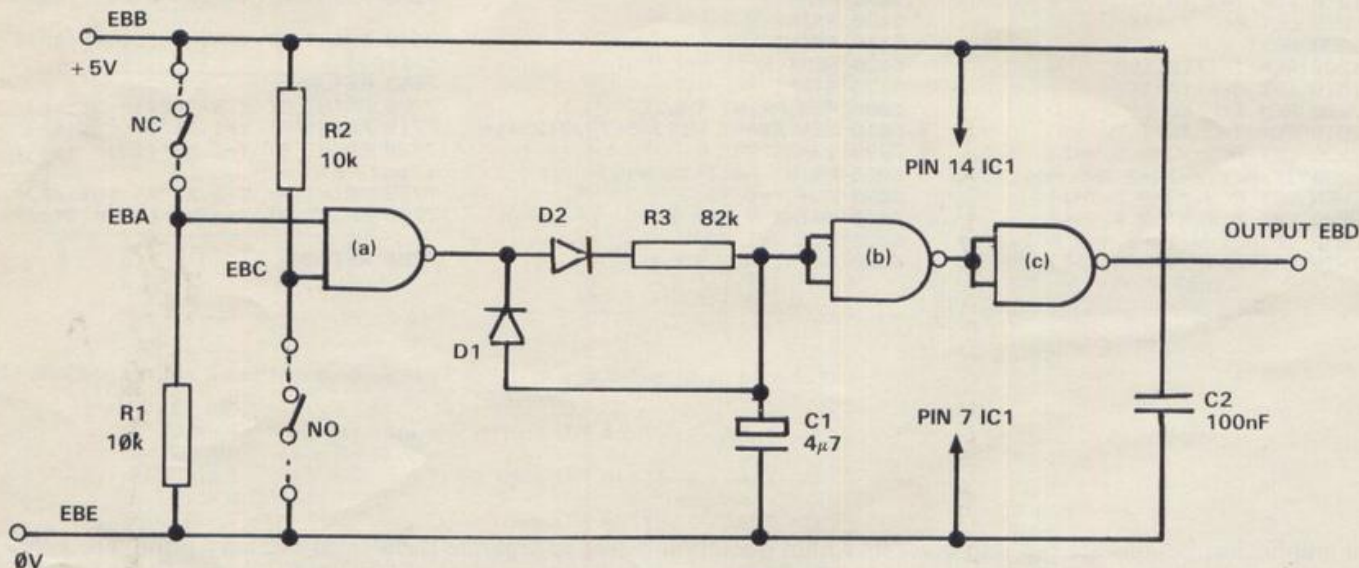 EBB
+5V
NC
R2
10k
PIN 14 IC1
EBA
(a)
D2
R3 82k
(b)
(c)
OUTPUT EBD
EBC
D1
R1
10k
NO
C1
4μ7
PIN 7 IC1
C2
100nF
EBE
0V